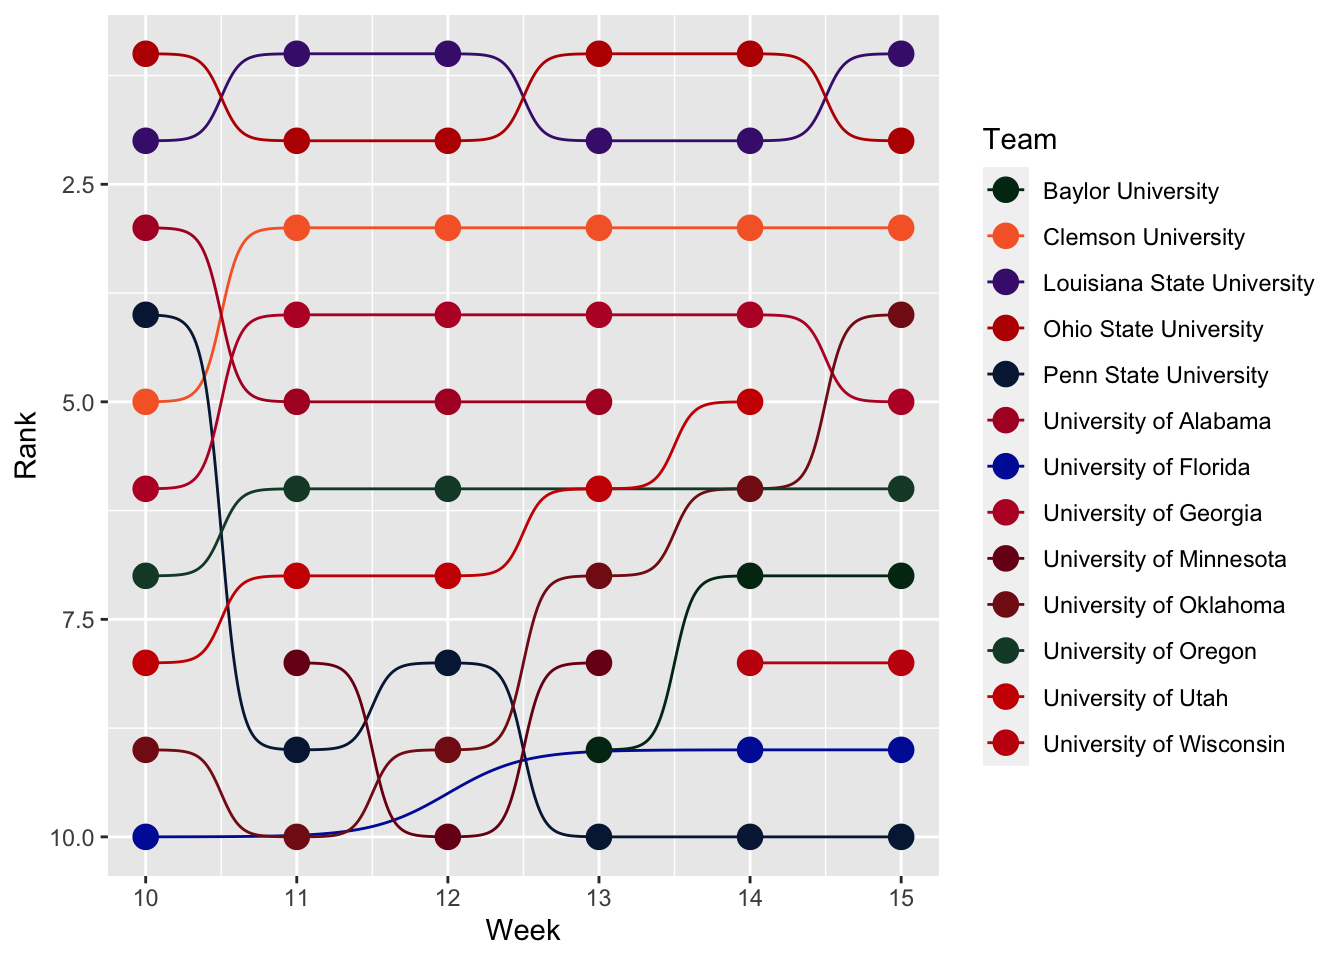 2.5
5.0
7.5
10.0
Rank
10 11 12 13 14 15
Week
Team
Baylor University
Clemson University
Louisiana State University
Ohio State University
Penn State University
University of Alabama
University of Florida
University of Georgia
University of Minnesota
University of Oklahoma
University of Oregon
University of Utah
University of Wisconsin